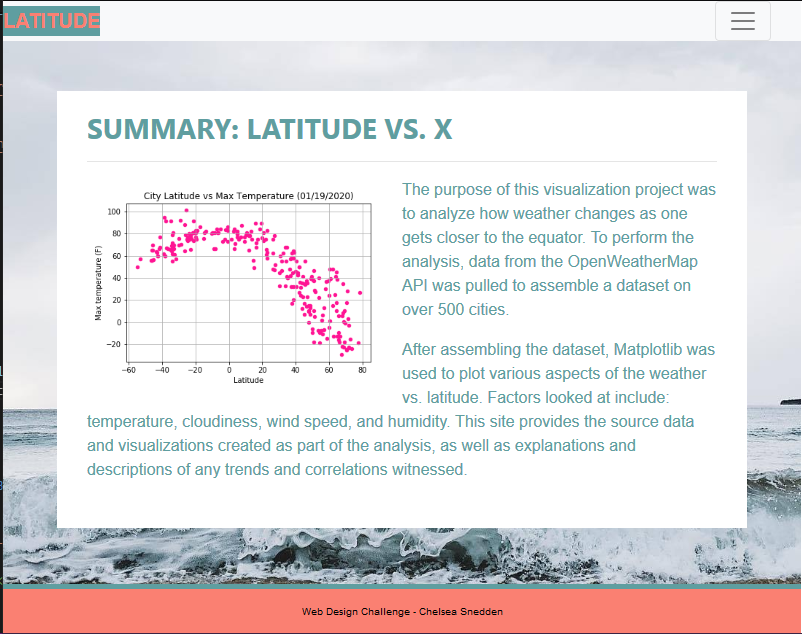 LATITUDE
SUMMARY: LATITUDE VS. X
City Latitude vs Max Temperature (01/19/2020)
100
80
60
40
20
0
−20
Max temperature (F)
−60 −40 −20 0 20 40 60 80
Latitude
The purpose of this visualization project was
to analyze how weather changes as one
gets closer to the equator. To perform the
analysis, data from the OpenWeatherMap
API was pulled to assemble a dataset on
over 500 cities.
After assembling the dataset, Matplotlib was
used to plot various aspects of the weather
vs. latitude. Factors looked at include:
temperature, cloudiness, wind speed, and humidity. This site provides the source data
and visualizations created as part of the analysis, as well as explanations and
descriptions of any trends and correlations witnessed.
Web Design Challenge - Chelsea Snedden